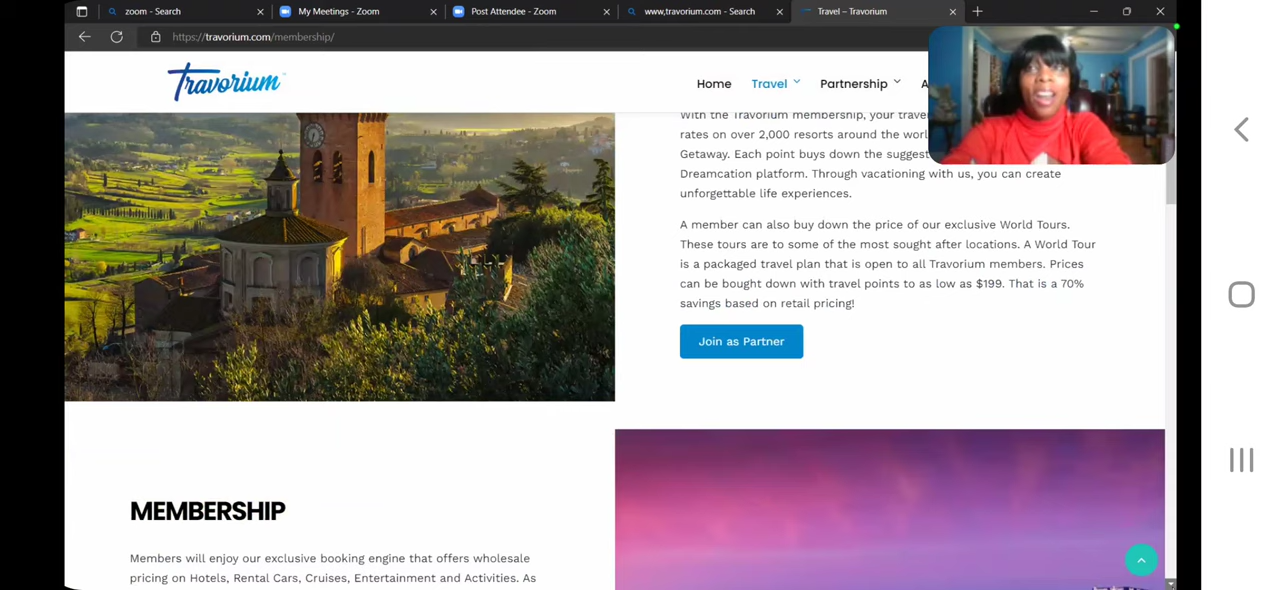 zoom - Search
My Meetings - Zoom
Post Attendee - Zoom
www,travorium.com - Search
Travel – Travorium
https://travorium.com/membership/
Travorium
Home
Travel
Partnership
A
With the Travorium membership, your
rates on over 2,000 resorts around the
Getaway. Each point buys down the
Dreamcation platform. Through vacationing with us, you can create
unforgettable life experiences.
A member can also buy down the price of our exclusive World Tours.
These tours are to some of the most sought after locations. A World Tour
is a packaged travel plan that is open to all Travorium members. Prices
can be bought down with travel points to as low as $199. That is a 70%
savings based on retail pricing!
Join as Partner
MEMBERSHIP
Members will enjoy our exclusive booking engine that offers wholesale
pricing on Hotels, Rental Cars, Cruises, Entertainment and Activities. As